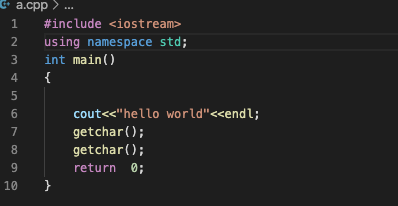 a.cpp > ...
1 #include <iostream>
2 using namespace std;
3 int main()
4 {
5
6     cout<<"hello world"<<endl;
7     getchar();
8     getchar();
9     return  0;
10 }